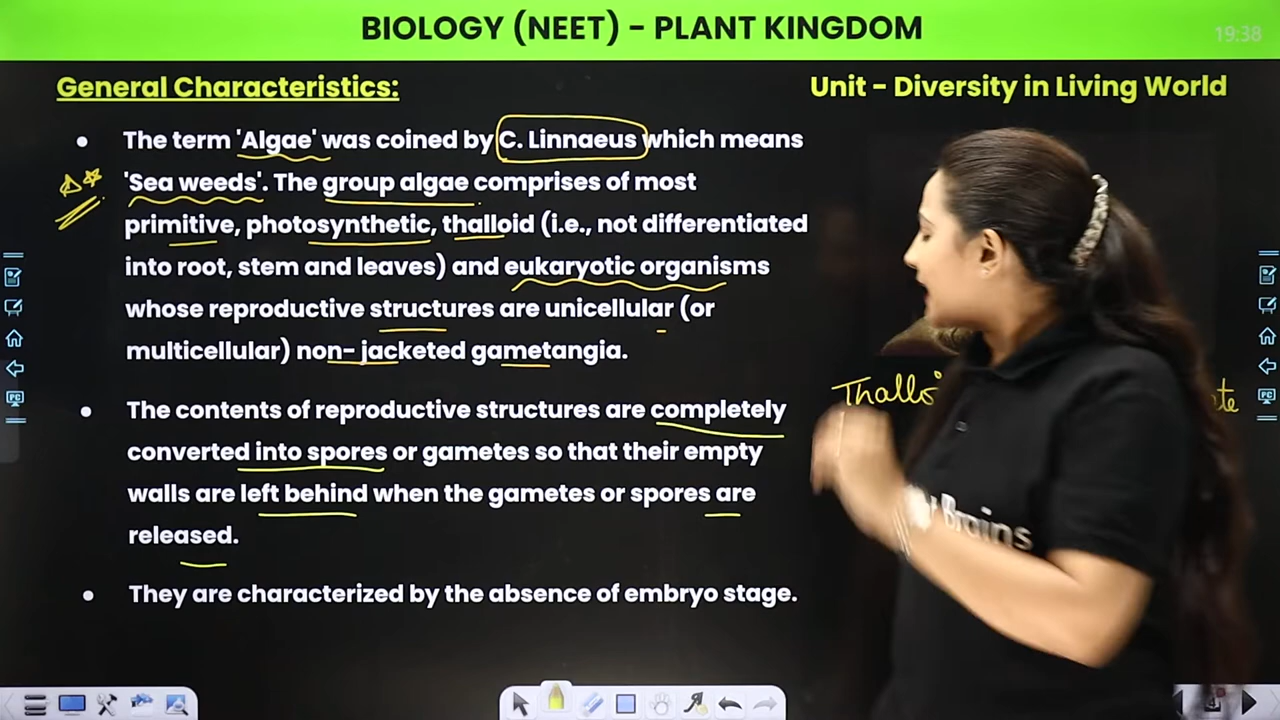 BIOLOGY (NEET) - PLANT KINGDOM
19:38
General Characteristics:
Unit - Diversity in Living World
• The term 'Algae' was coined by C. Linnaeus which means
'Sea weeds'. The group algae comprises of most
primitive, photosynthetic, thalloid (i.e., not differentiated
into root, stem and leaves) and eukaryotic organisms
whose reproductive structures are unicellular (or
multicellular) non- jacketed gametangia.
• The contents of reproductive structures are completely
converted into spores or gametes so that their empty
walls are left behind when the gametes or spores are
released.
• They are characterized by the absence of embryo stage.
Brains
PC
PC